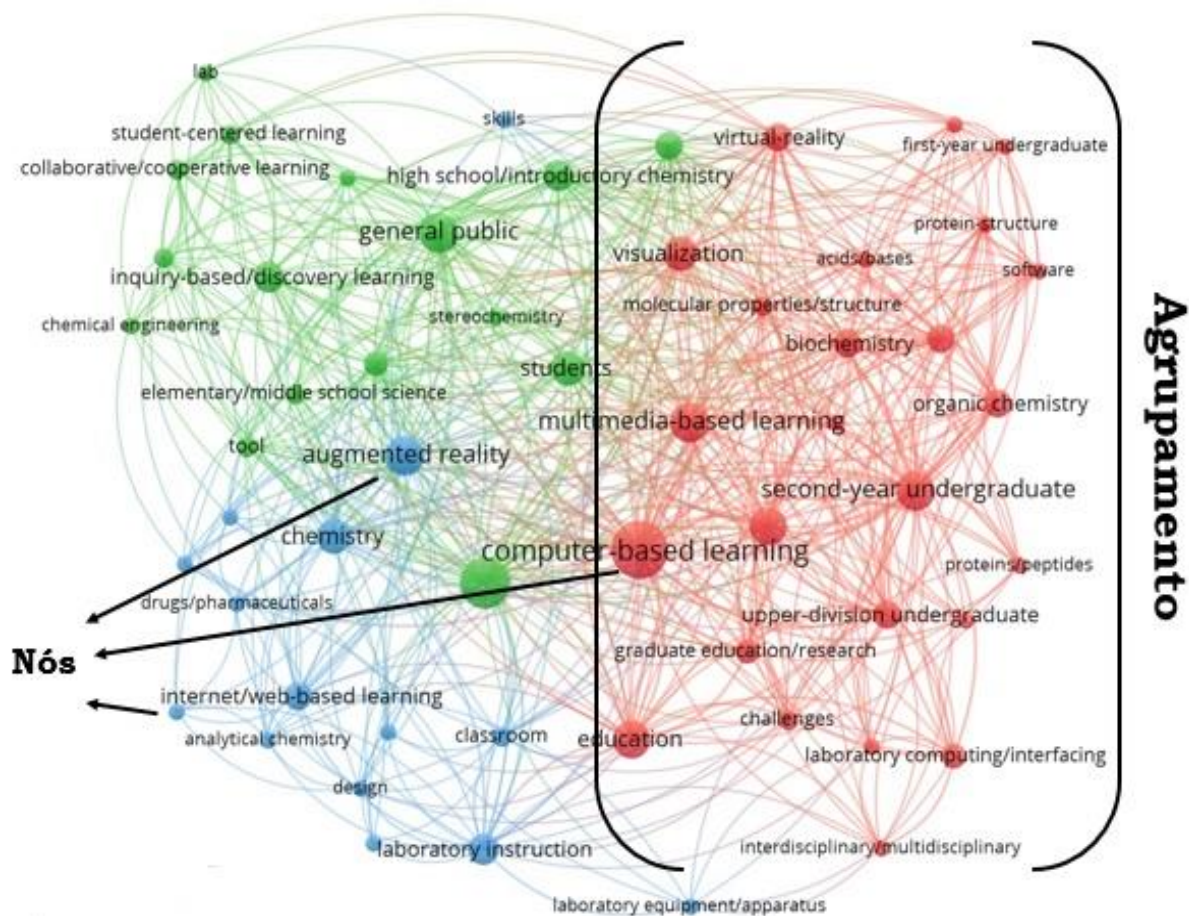 lab
skills
student-centered learning
virtual-reality
first-year undergraduate
collaborative/cooperative learning
high school/introductory chemistry
general public
protein-structure
visualization
acids/bases
software
inquiry-based/discovery learning
molecular properties/structure
chemical engineering
stereochemistry
biochemistry
students
elementary/middle school science
organic chemistry
multimedia-based learning
tool
augmented reality
second-year undergraduate
chemistry
computer-based learning
proteins/peptides
drugs/pharmaceuticals
upper-division undergraduate
graduate education/research
Nós
internet/web-based learning
challenges
analytical chemistry
classroom
education
laboratory computing/interfacing
design
laboratory instruction
interdisciplinary/multidisciplinary
laboratory equipment/apparatus
Agrupamento